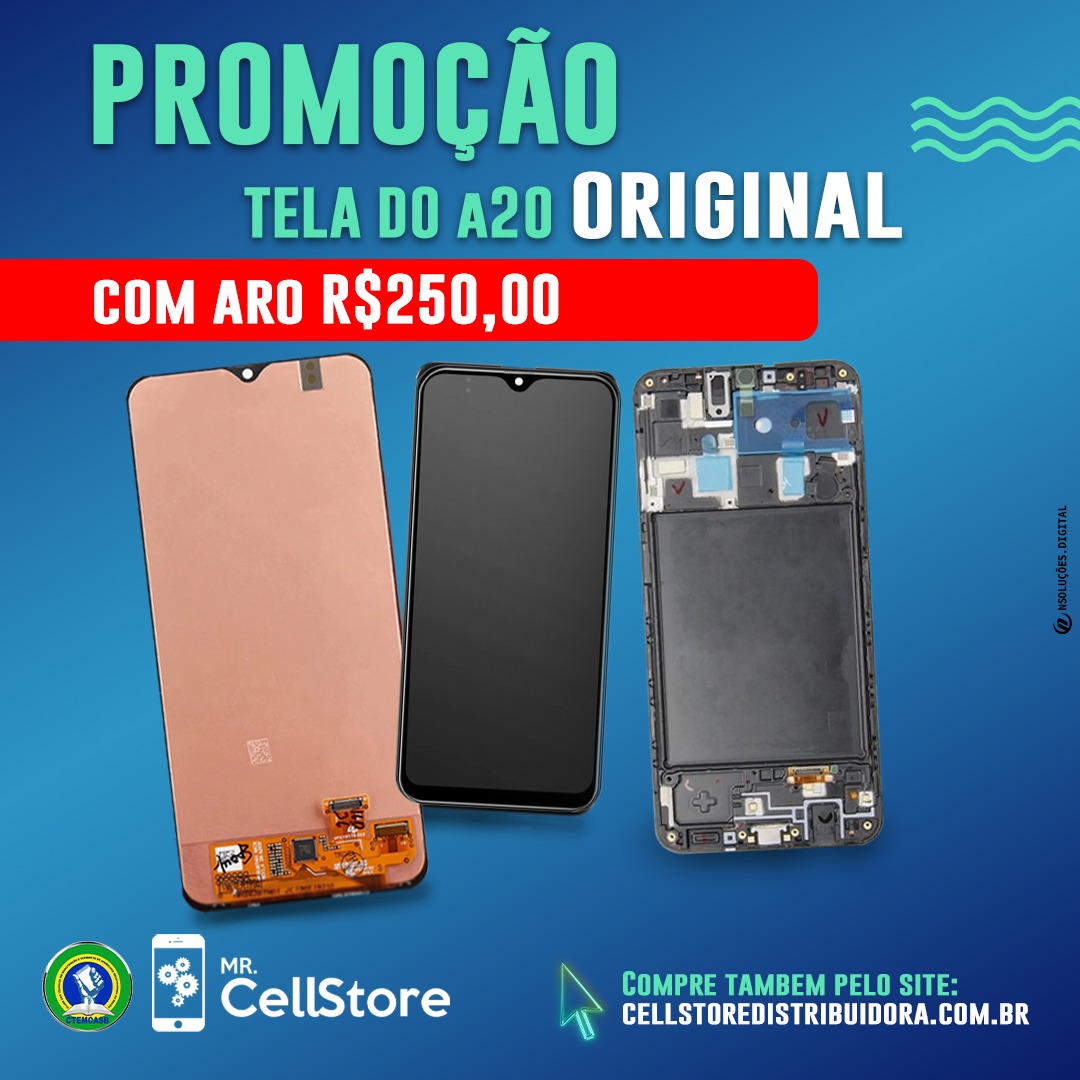 PROMOÇÃO
TELA DO A20 ORIGINAL
COM ARO R$250,00
NSOLUÇÕES.DIGITAL
CTEMOASB
MR.
CellStore
COMPRE TAMBEM PELO SITE:
CELLSTOREDISTRIBUIDORA.COM.BR